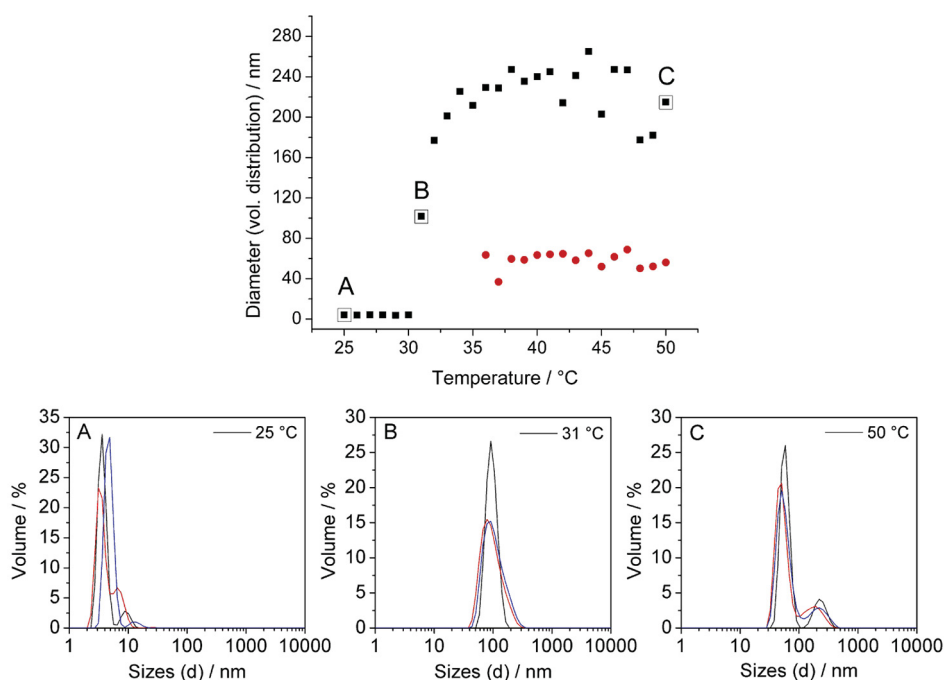 Diameter (vol. distribution) / nm
280
240
200
160
120
80
40
0
A
B
C
25 30 35 40 45 50
Temperature / °C
A
25 °C
Volume / %
35
30
25
20
15
10
5
0
1 10 100 1000 10000
Sizes (d) / nm
B
31 °C
Volume / %
30
25
20
15
10
5
0
1 10 100 1000 10000
Sizes (d) / nm
C
50 °C
Volume / %
30
25
20
15
10
5
0
1 10 100 1000 10000
Sizes (d) / nm